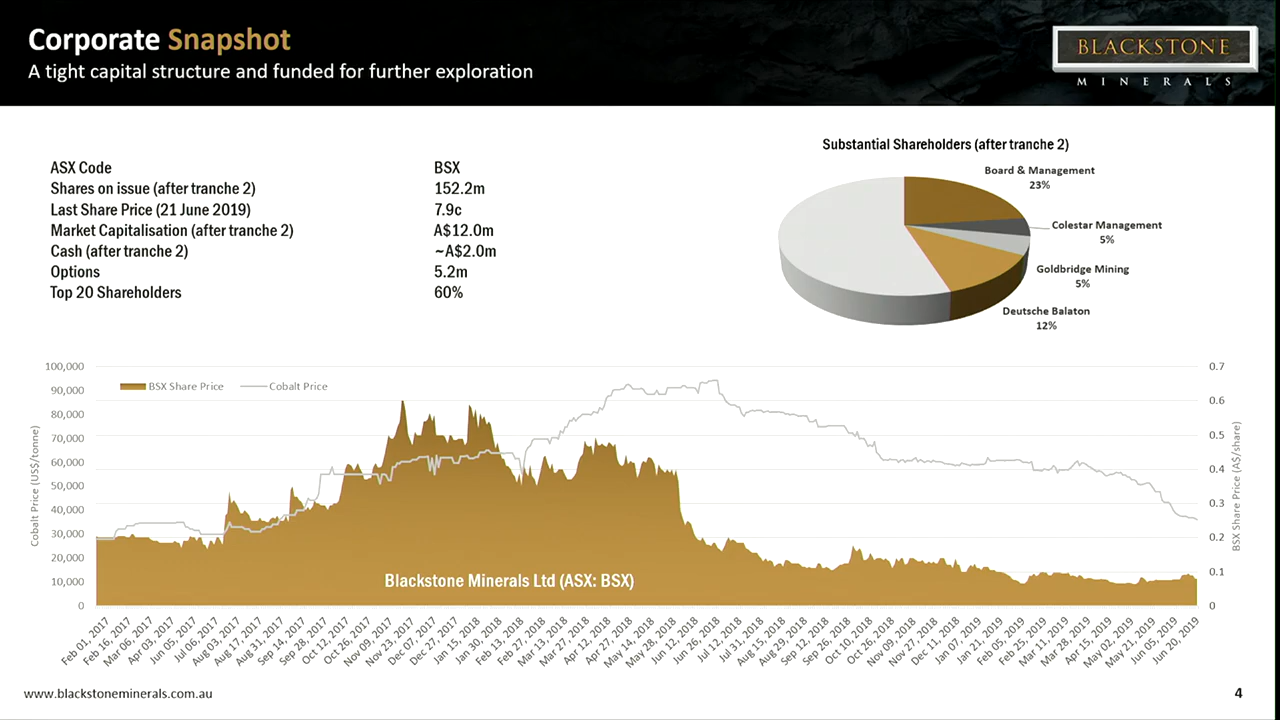 Corporate Snapshot
A tight capital structure and funded for further exploration
BLACKSTONE
MINERALS
ASX Code BSX
Shares on issue (after tranche 2) 152.2m
Last Share Price (21 June 2019) 7.9c
Market Capitalisation (after tranche 2) A$12.0m
Cash (after tranche 2) ~A$2.0m
Options 5.2m
Top 20 Shareholders 60%
Substantial Shareholders (after tranche 2)
Board & Management
23%
Colestar Management
5%
Goldbridge Mining
5%
Deutsche Balaton
12%
Cobalt Price (US$/tonne)
100,000
90,000
80,000
70,000
60,000
50,000
40,000
30,000
20,000
10,000
0
BSX Share Price Cobalt Price
Blackstone Minerals Ltd (ASX: BSX)
0.7
0.6
0.5
0.4
0.3
0.2
0.1
0
BSX Share Price (A$/share)
Feb 01, 2017
Feb 16, 2017
Mar 06, 2017
Apr 03, 2017
Jun 05, 2017
Jul 06, 2017
Aug 03, 2017
Aug 17, 2017
Aug 31, 2017
Sep 14, 2017
Sep 28, 2017
Oct 12, 2017
Oct 26, 2017
Nov 09, 2017
Nov 23, 2017
Dec 07, 2017
Dec 27, 2017
Jan 15, 2018
Jan 30, 2018
Feb 13, 2018
Feb 27, 2018
Mar 13, 2018
Mar 27, 2018
Apr 12, 2018
Apr 27, 2018
May 14, 2018
May 28, 2018
Jun 12, 2018
Jun 26, 2018
Jul 12, 2018
Jul 31, 2018
Aug 15, 2018
Aug 29, 2018
Sep 12, 2018
Sep 26, 2018
Oct 10, 2018
Oct 26, 2018
Nov 09, 2018
Nov 27, 2018
Dec 11, 2018
Jan 07, 2019
Jan 21, 2019
Feb 05, 2019
Feb 25, 2019
Mar 11, 2019
Mar 28, 2019
Apr 15, 2019
May 02, 2019
May 21, 2019
Jun 05, 2019
Jun 20, 2019
www.blackstoneminerals.com.au
4